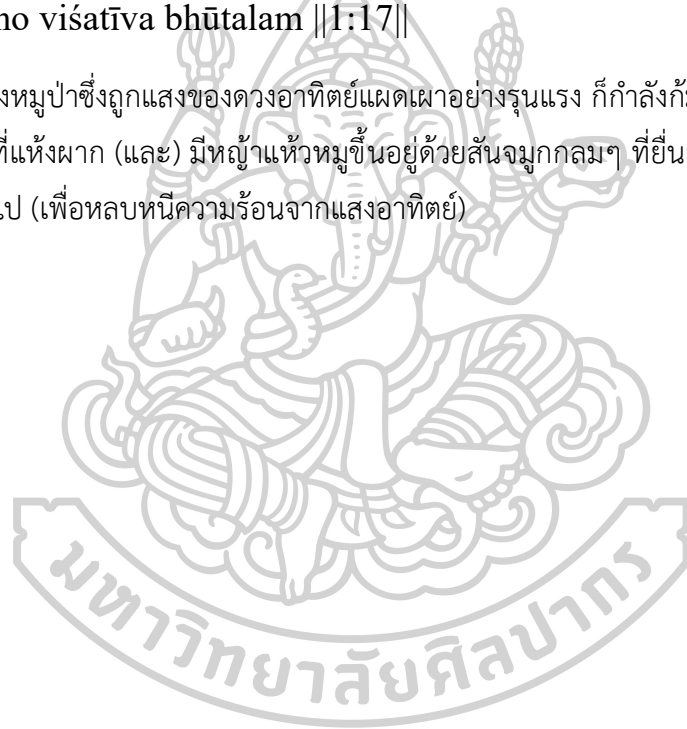 no viśatīva bhūtalam ||1:17||
งหมูป่าซึ่งถูกแสงของดวงอาทิตย์แผดเผาอย่างรุนแรง ก็กำลังก้
ที่แห้งผาก (และ) มีหญ้าแห้วหมูขึ้นอยู่ด้วยสันจมูกกลมๆ ที่ยื่น
ไป (เพื่อหลบหนีความร้อนจากแสงอาทิตย์)
มหาวิทยาลัยศิลปากร